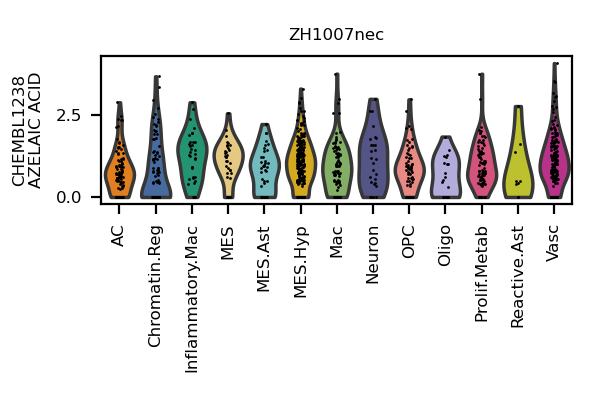 ZH1007nec
CHEMBL1238
AZELAIC ACID
2.5
0.0
AC
Chromatin.Reg
Inflammatory.Mac
MES
MES.Ast
MES.Hyp
Mac
Neuron
OPC
Oligo
Prolif.Metab
Reactive.Ast
Vasc